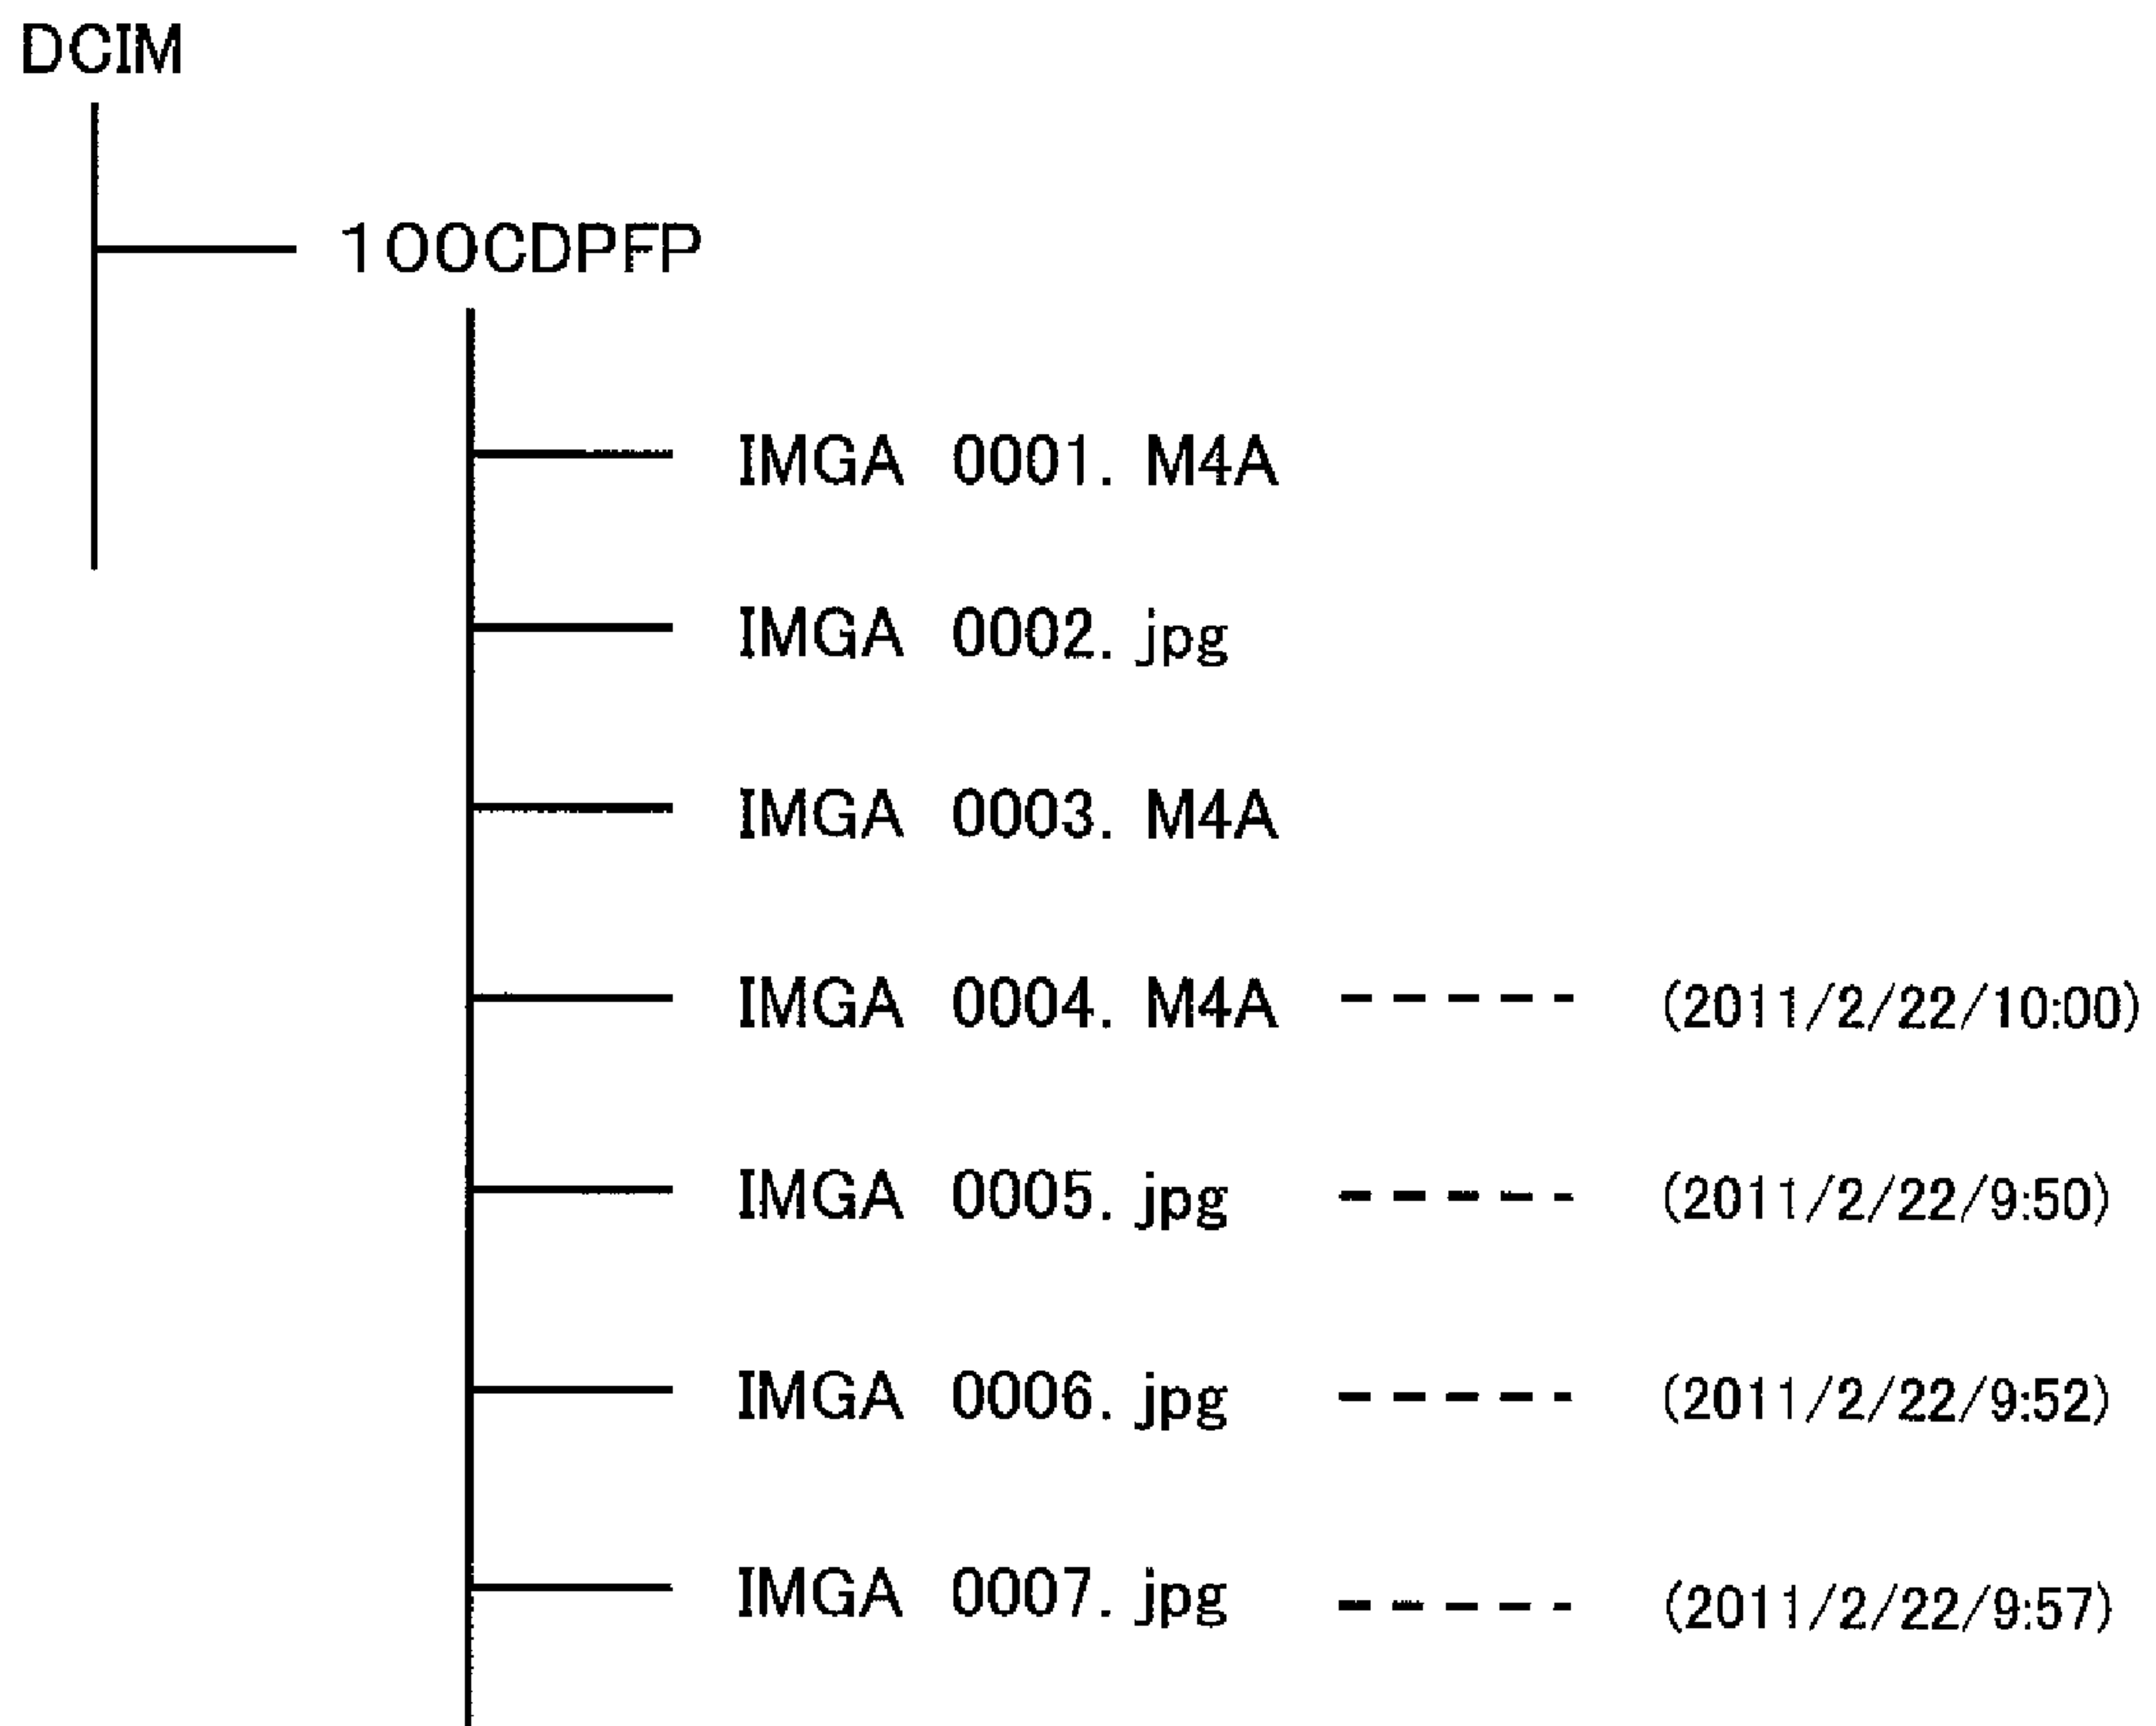 DCIM
100CDPFP
IMGA 0001. M4A
IMGA 0002. jpg
IMGA 0003. M4A
IMGA 0004. M4A (2011/2/22/10:00)
IMGA 0005. jpg (2011/2/22/9:50)
IMGA 0006. jpg (2011/2/22/9:52)
IMGA 0007. jpg (2011/2/22/9:57)